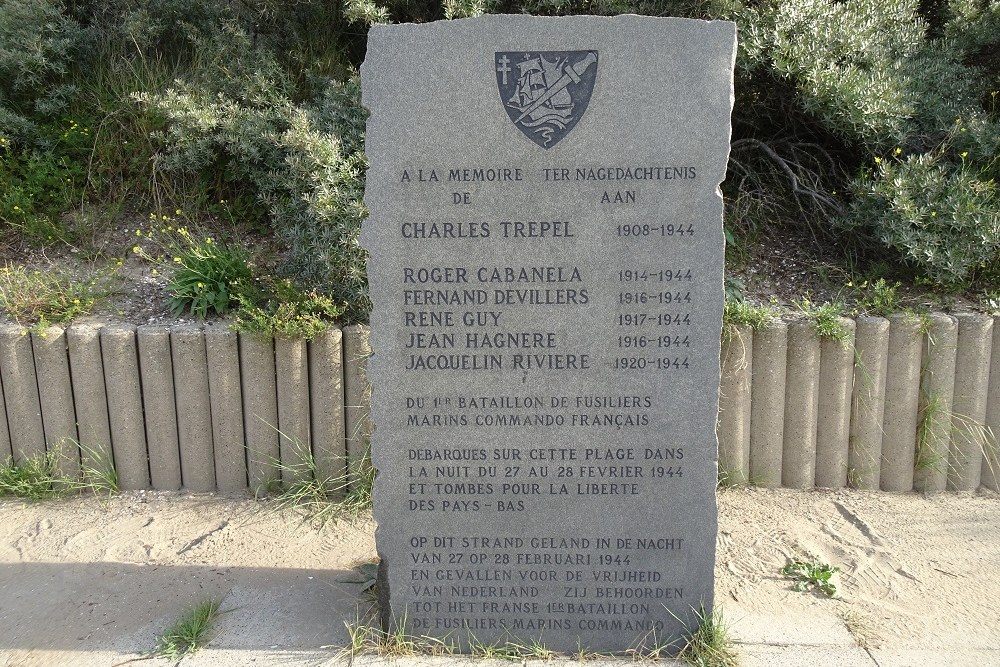 A LA MEMOIRE TER NAGEDACHTENIS
DE AAN
CHARLES TREPEL 1908-1944
ROGER CABANELA 1914-1944
FERNAND DEVILLERS 1916-1944
RENE GUY 1917-1944
JEAN HAGNERE 1916-1944
JACQUELIN RIVIERE 1920-1944
DU 1ER BATAILLON DE FUSILIERS
MARINS COMMANDO FRANÇAIS
DEBARQUES SUR CETTE PLAGE DANS
LA NUIT DU 27 AU 28 FEVRIER 1944
ET TOMBES POUR LA LIBERTE
DES PAYS-BAS
OP DIT STRAND GELAND IN DE NACHT
VAN 27 OP 28 FEBRUARI 1944
EN GEVALLEN VOOR DE VRIJHEID
VAN NEDERLAND ZIJ BEHOORDEN
TOT HET FRANSE 1ER BATAILLON
FUSILIERS MARINS COMMANDO